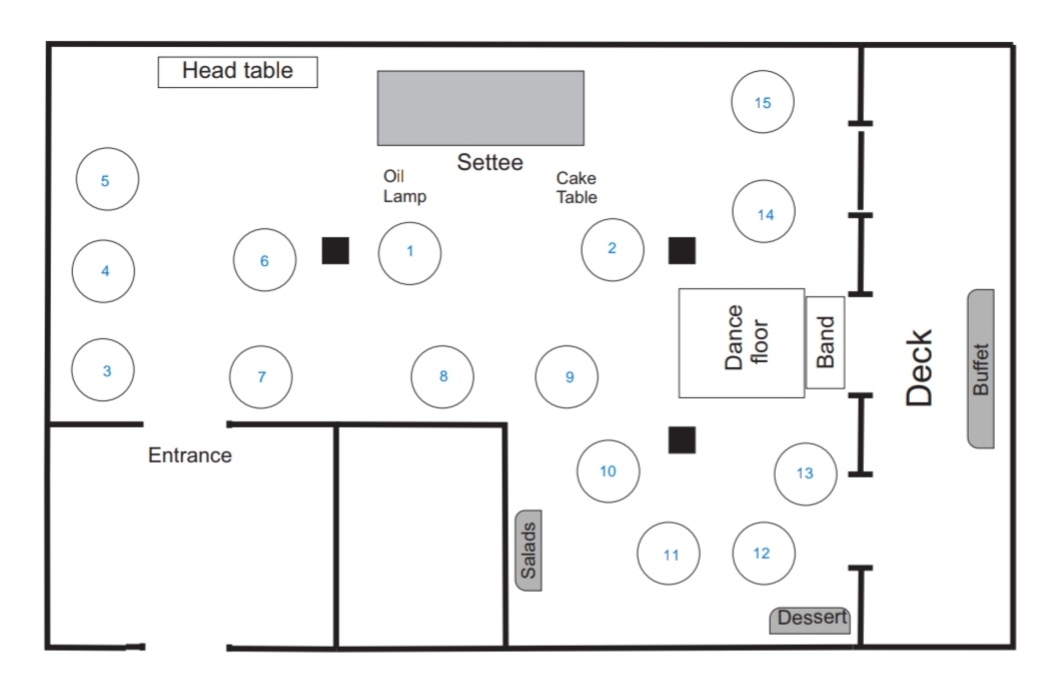 Head table
15
Settee
Oil
Lamp
Cake
Table
5
14
4
6
1
2
Dance
floor
Band
Deck
Buffet
3
7
8
9
Entrance
10
13
Salads
11
12
Dessert